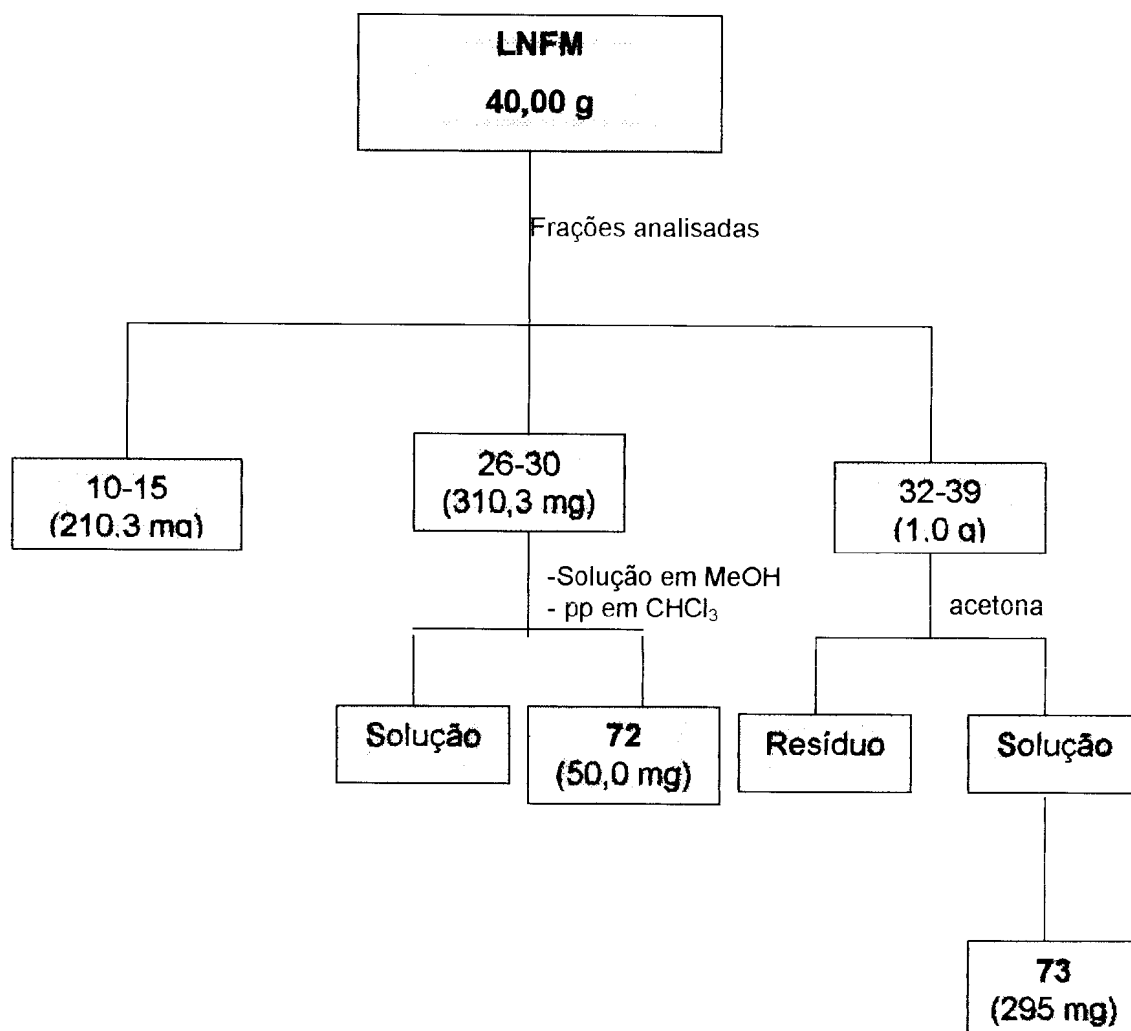 LNFM
40,00 g
Frações analisadas
10-15
(210,3 mg)
26-30
(310,3 mg)
32-39
(1,0 g)
-Solução em MeOH
- pp em CHCl₃
acetona
Solução
72
(50,0 mg)
Resíduo
Solução
73
(295 mg)